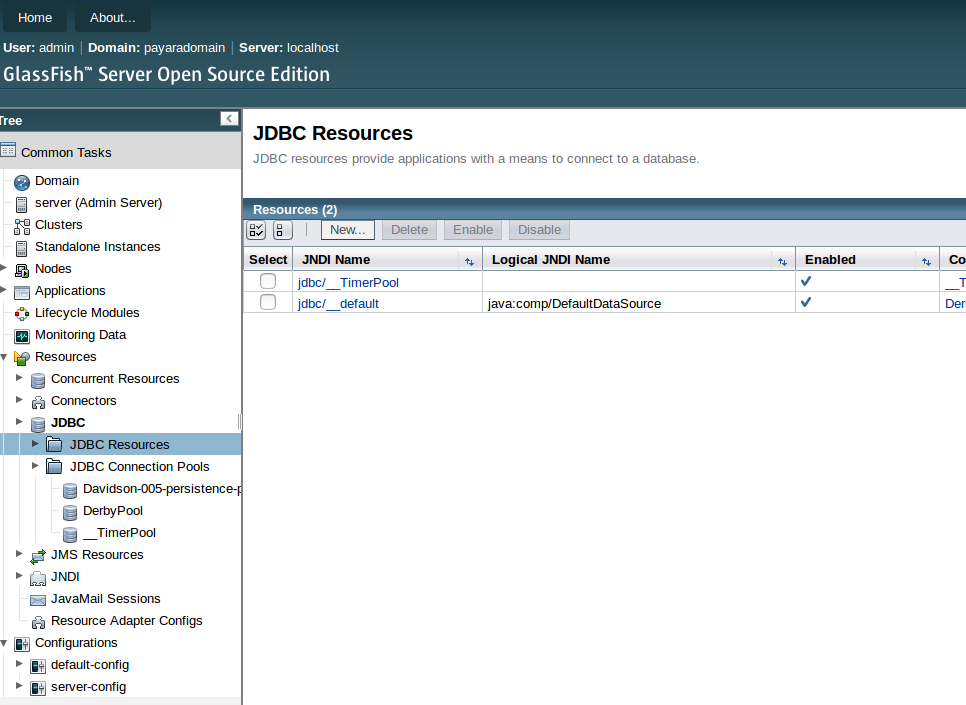 Home About...
User: admin | Domain: payaradomain | Server: localhost
GlassFish™ Server Open Source Edition
Tree
Common Tasks
Domain
server (Admin Server)
Clusters
Standalone Instances
Nodes
Applications
Lifecycle Modules
Monitoring Data
Resources
Concurrent Resources
Connectors
JDBC
JDBC Resources
JDBC Connection Pools
Davidson-005-persistence-p
DerbyPool
__TimerPool
JMS Resources
JNDI
JavaMail Sessions
Resource Adapter Configs
Configurations
default-config
server-config
JDBC Resources
JDBC resources provide applications with a means to connect to a database.
Resources (2)
New... Delete Enable Disable
Select JNDI Name Logical JNDI Name Enabled Co
jdbc/__TimerPool __T
jdbc/__default java:comp/DefaultDataSource Der